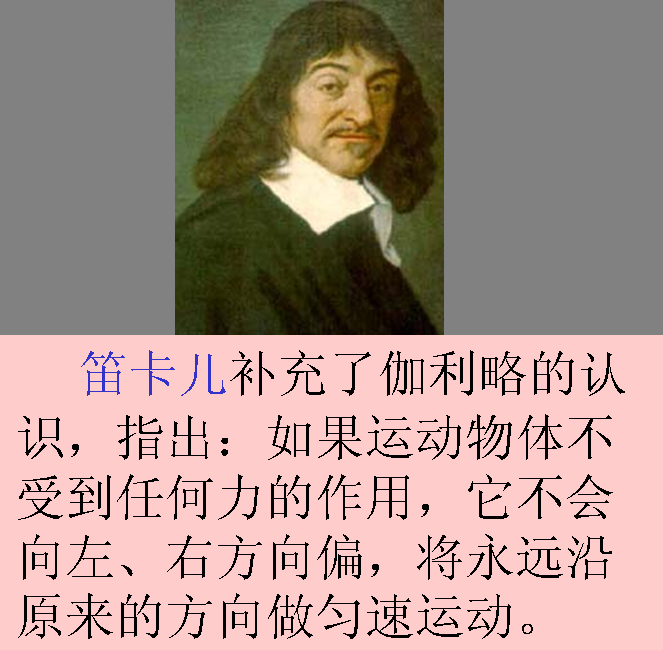 笛卡儿补充了伽利略的认
识，指出：如果运动物体不
受到任何力的作用，它不会
向左、右方向偏，将永远沿
原来的方向做匀速运动。